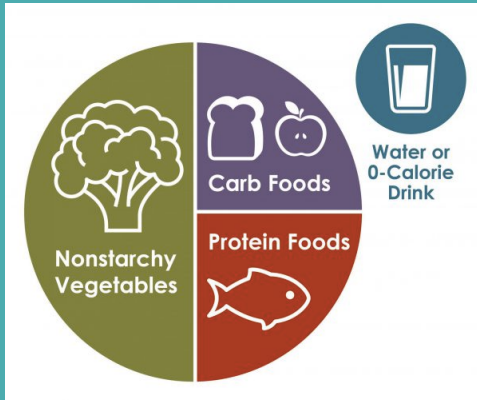 Nonstarchy
Vegetables
Carb Foods
Protein Foods
Water or
0-Calorie
Drink